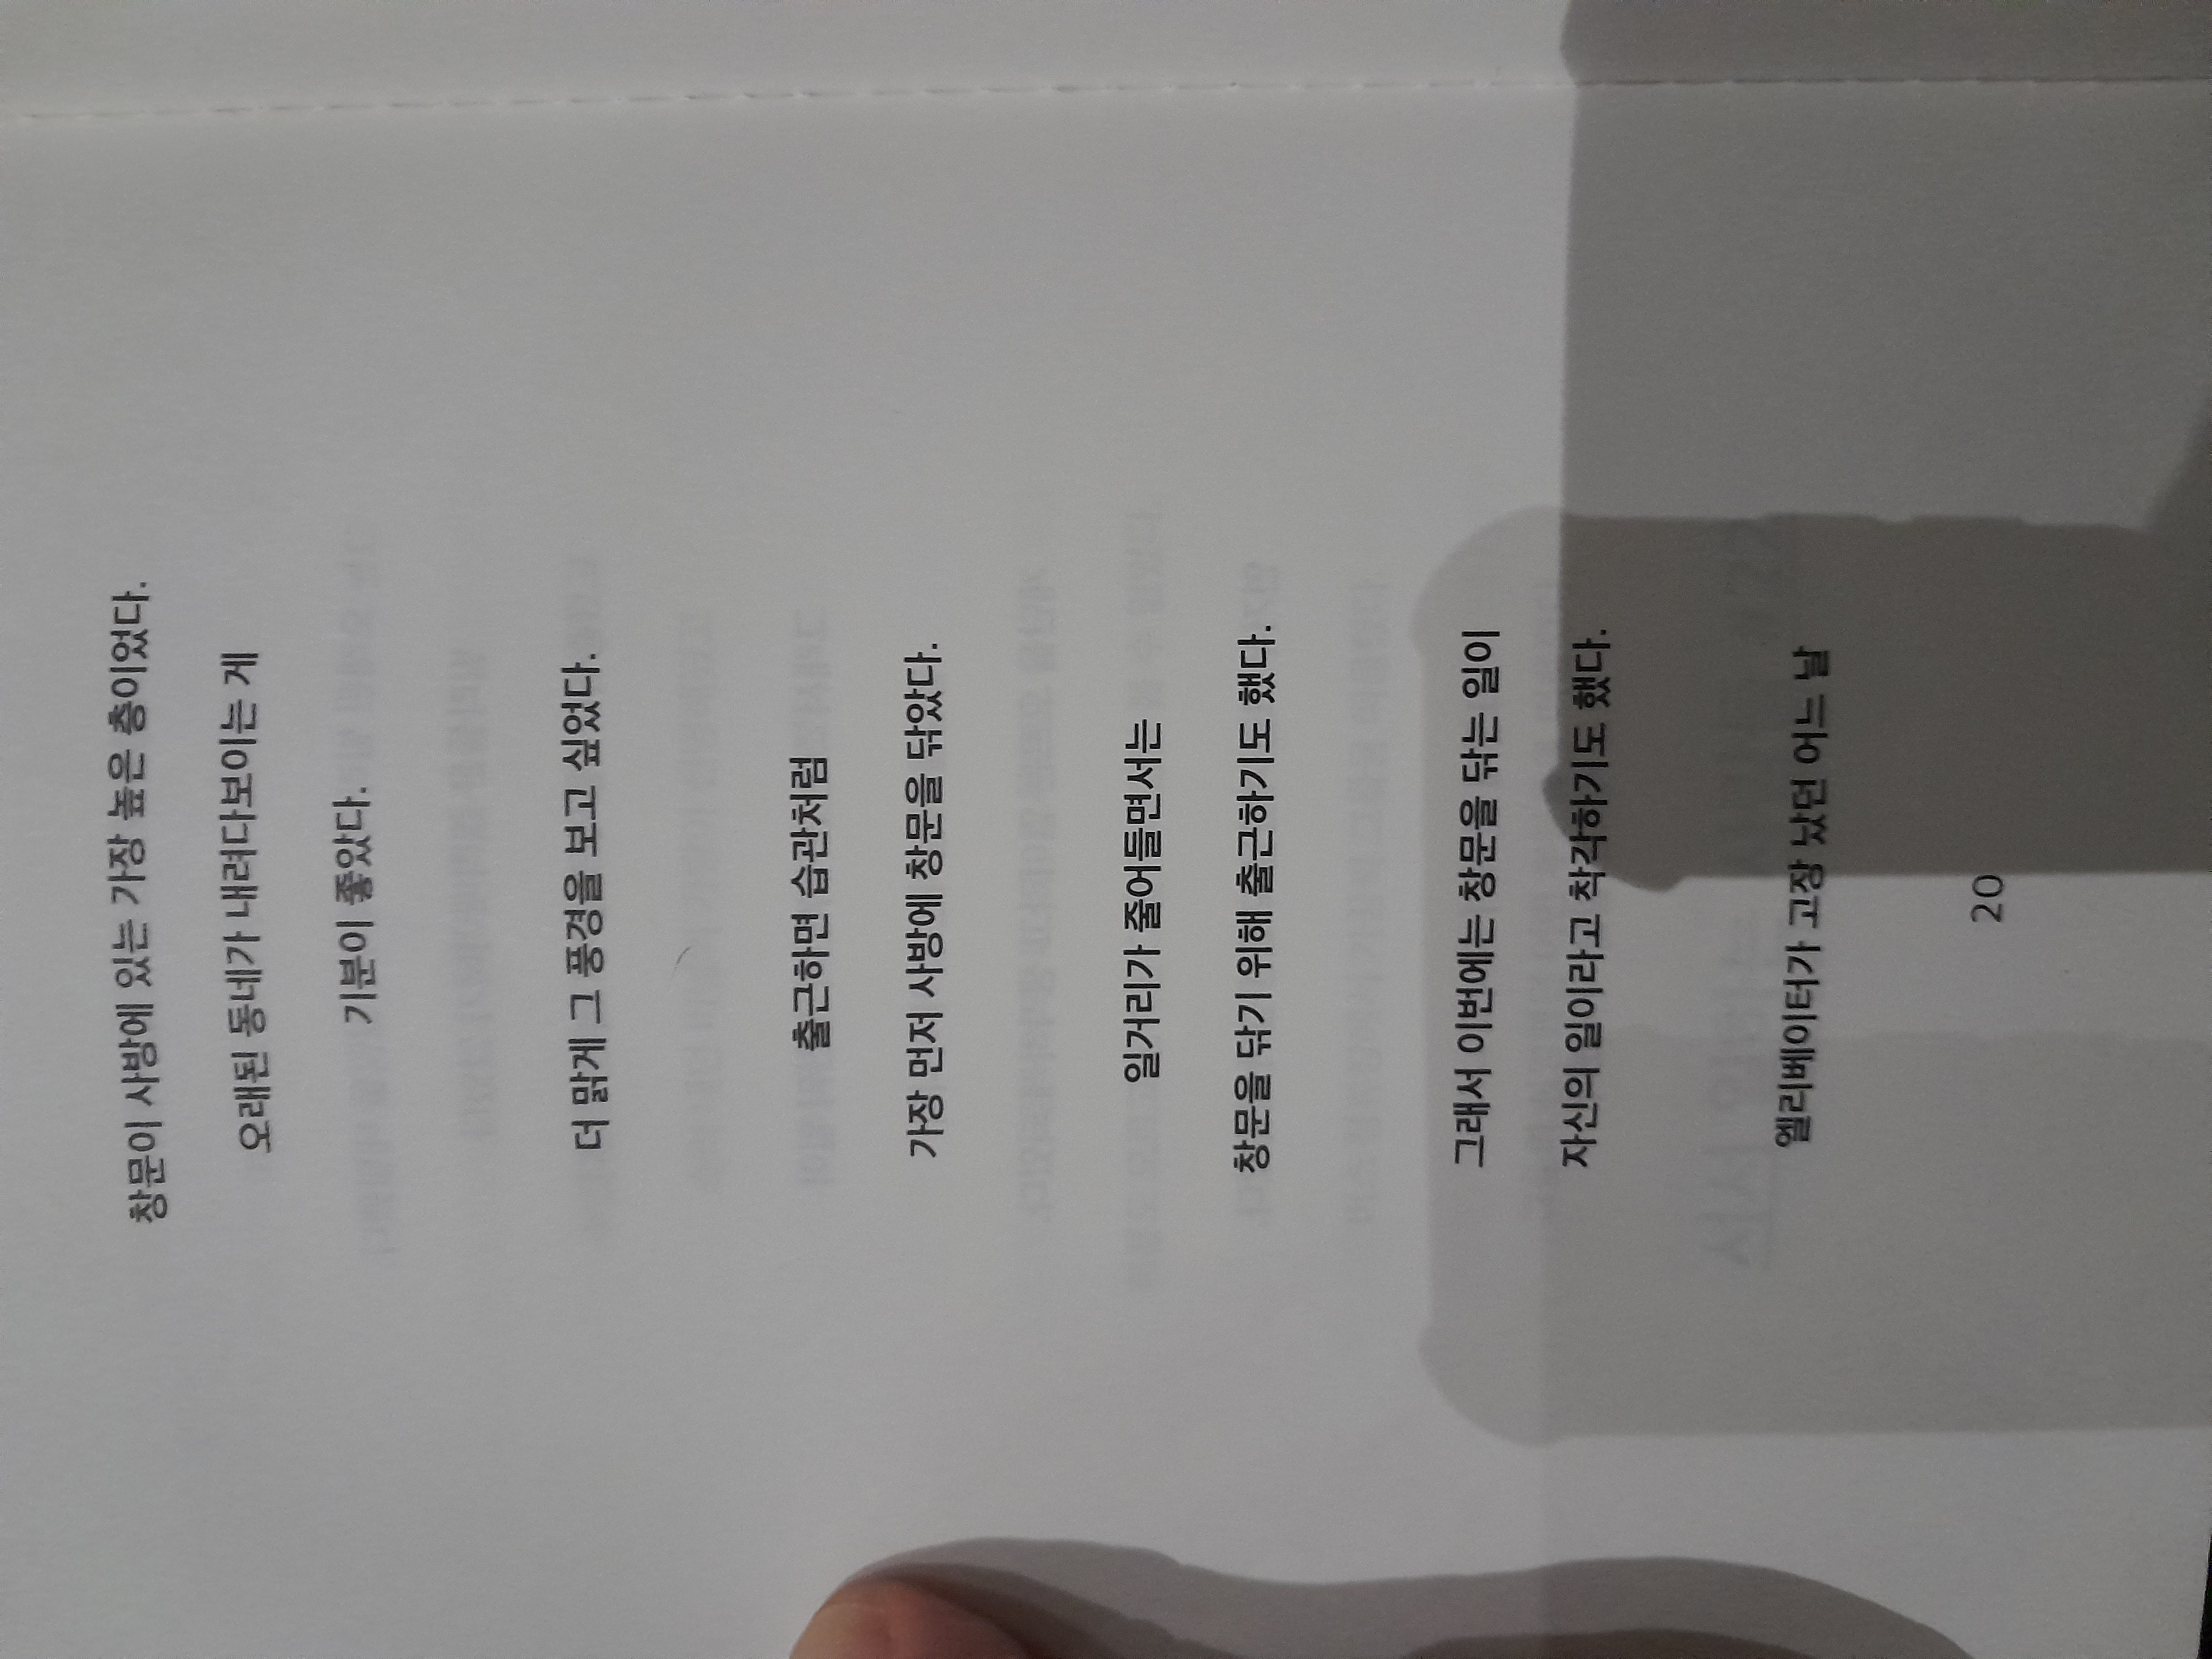 창문이 사방에 있는 가장 높은 층이었다.
오래된 동네가 내려다보이는 게
기분이 좋았다.
더 맑게 그 풍경을 보고 싶었다.
출근하면 습관처럼
가장 먼저 사방에 창문을 닦았다.
일거리가 줄어들면서는
창문을 닦기 위해 출근하기도 했다.
그래서 이번에는 창문을 닦는 일이
자신의 일이라고 착각하기도 했다.
엘리베이터가 고장 났던 어느 날
20